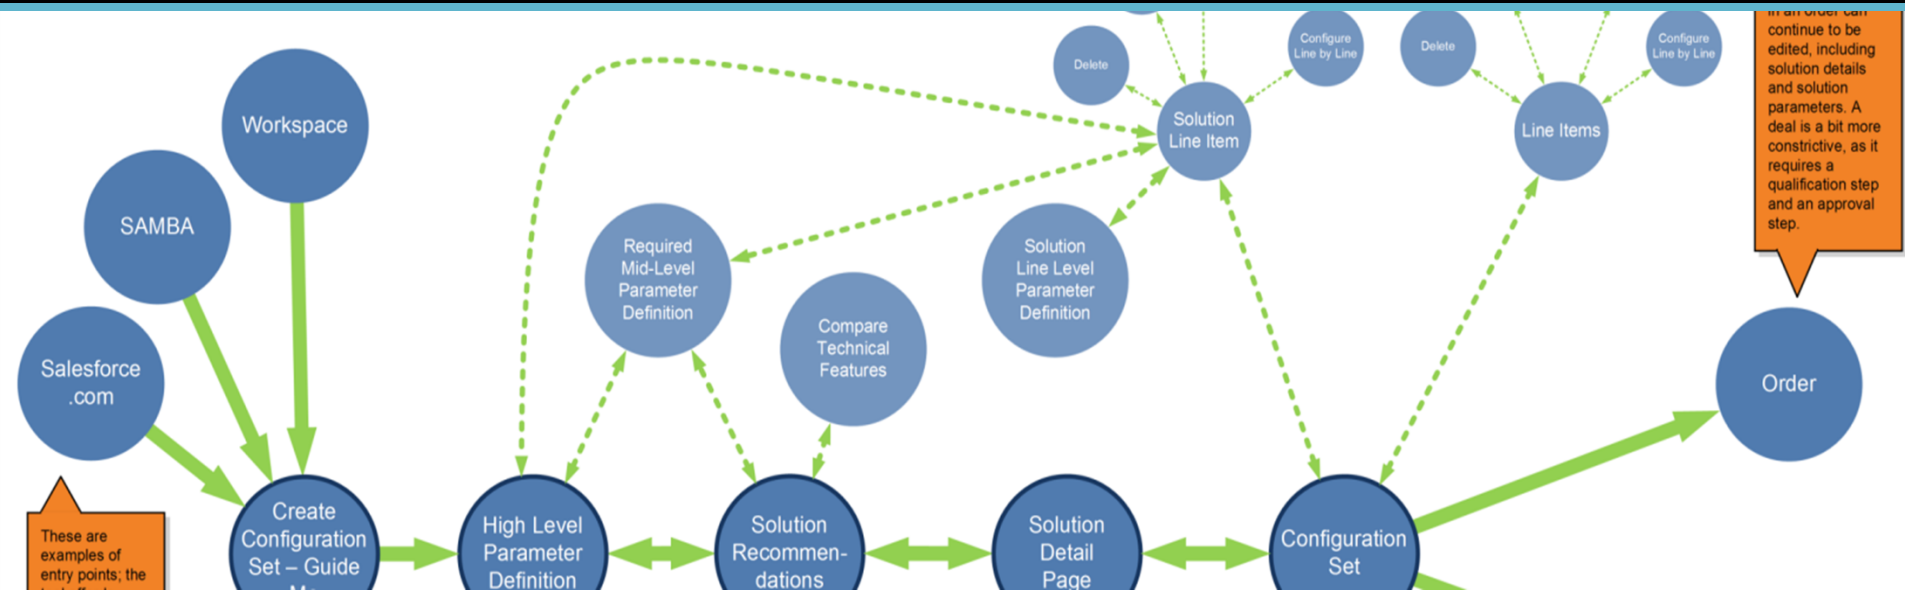 in an order can
continue to be
edited, including
solution details
and solution
parameters. A
deal is a bit more
constrictive, as it
requires a
qualification step
and an approval
step.
Delete
Configure
Line by Line
Delete
Configure
Line by Line
Solution
Line Item
Line Items
Workspace
SAMBA
Salesforce
.com
Required
Mid-Level
Parameter
Definition
Compare
Technical
Features
Solution
Line Level
Parameter
Definition
Order
These are
examples of
entry points; the
Create
Configuration
Set – Guide
High Level
Parameter
Definition
Solution
Recommen-
dations
Solution
Detail
Page
Configuration
Set